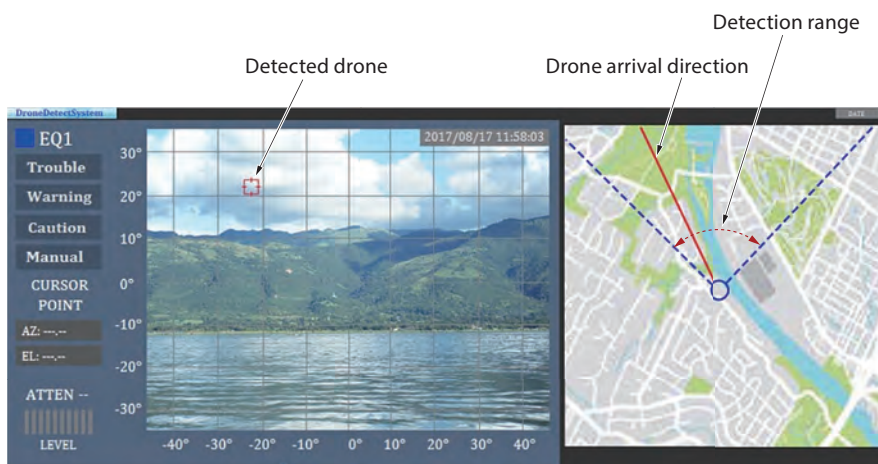 Detection range
Detected drone
Drone arrival direction
DroneDetectSystem
DATE
EQ1
2017/08/17 11:58:03
Trouble
Warning
Caution
Manual
CURSOR
POINT
AZ: ---.--
EL: ---.--
ATTEN --
LEVEL
30°
20°
10°
0°
-10°
-20°
-30°
-40° -30° -20° -10° 0° 10° 20° 30° 40°